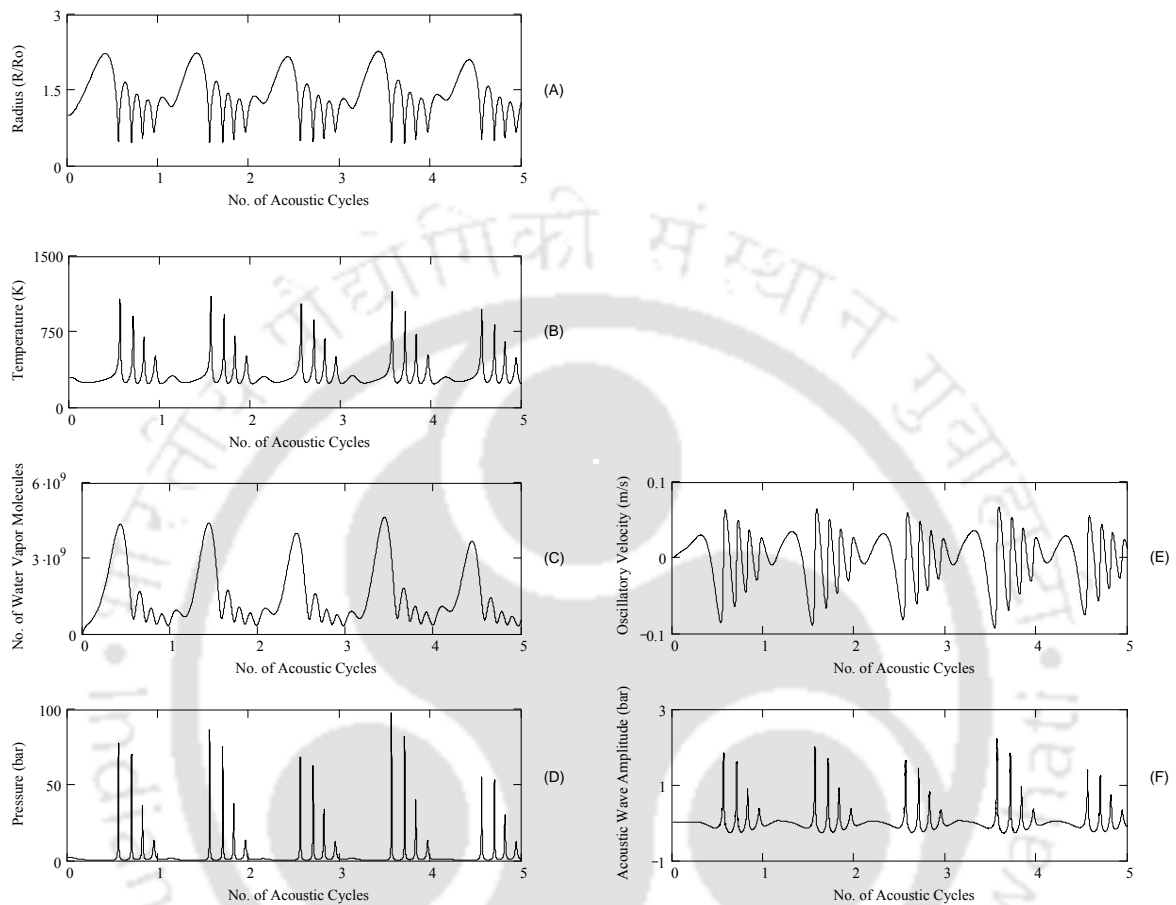 3
1.5
0
Radius (R/Ro)
0 1 2 3 4 5
No. of Acoustic Cycles
(A)
1500
750
0
Temperature (K)
0 1 2 3 4 5
No. of Acoustic Cycles
(B)
6·10⁹
3·10⁹
0
No. of Water Vapor Molecules
0 1 2 3 4 5
No. of Acoustic Cycles
(C)
0.1
0
−0.1
Oscillatory Velocity (m/s)
0 1 2 3 4 5
No. of Acoustic Cycles
(E)
100
50
0
Pressure (bar)
0 1 2 3 4 5
No. of Acoustic Cycles
(D)
3
1
−1
Acoustic Wave Amplitude (bar)
0 1 2 3 4 5
No. of Acoustic Cycles
(F)
भारतीय प्रौद्योगिकी संस्थान गुवाहाटी